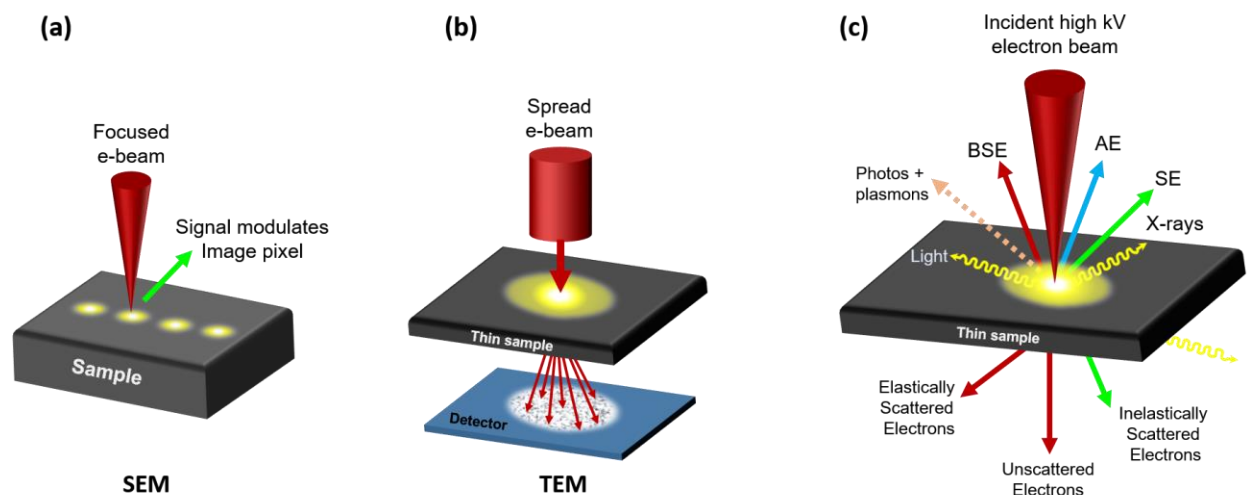 (a)
Focused
e-beam
Signal modulates
Image pixel
Sample
SEM
(b)
Spread
e-beam
Thin sample
Detector
TEM
(c)
Incident high kV
electron beam
BSE
AE
SE
Photos +
plasmons
X-rays
Light
Thin sample
Elastically
Scattered
Electrons
Unscattered
Electrons
Inelastically
Scattered
Electrons